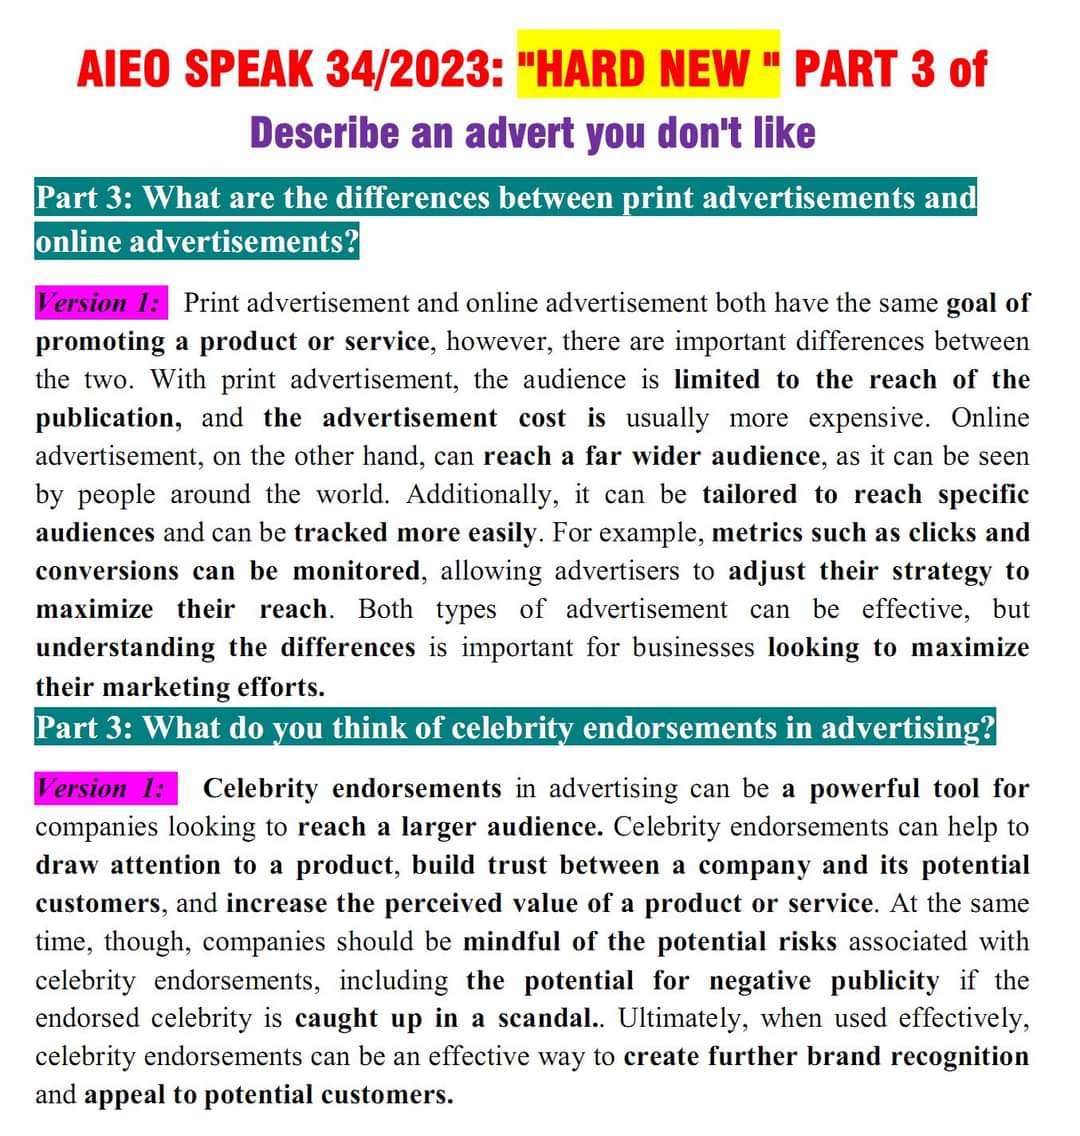 AIEO SPEAK 34/2023: "HARD NEW " PART 3 of
Describe an advert you don't like
Part 3: What are the differences between print advertisements and
online advertisements?
Version 1: Print advertisement and online advertisement both have the same goal of
promoting a product or service, however, there are important differences between
the two. With print advertisement, the audience is limited to the reach of the
publication, and the advertisement cost is usually more expensive. Online
advertisement, on the other hand, can reach a far wider audience, as it can be seen
by people around the world. Additionally, it can be tailored to reach specific
audiences and can be tracked more easily. For example, metrics such as clicks and
conversions can be monitored, allowing advertisers to adjust their strategy to
maximize their reach. Both types of advertisement can be effective, but
understanding the differences is important for businesses looking to maximize
their marketing efforts.
Part 3: What do you think of celebrity endorsements in advertising?
Version 1: Celebrity endorsements in advertising can be a powerful tool for
companies looking to reach a larger audience. Celebrity endorsements can help to
draw attention to a product, build trust between a company and its potential
customers, and increase the perceived value of a product or service. At the same
time, though, companies should be mindful of the potential risks associated with
celebrity endorsements, including the potential for negative publicity if the
endorsed celebrity is caught up in a scandal.. Ultimately, when used effectively,
celebrity endorsements can be an effective way to create further brand recognition
and appeal to potential customers.